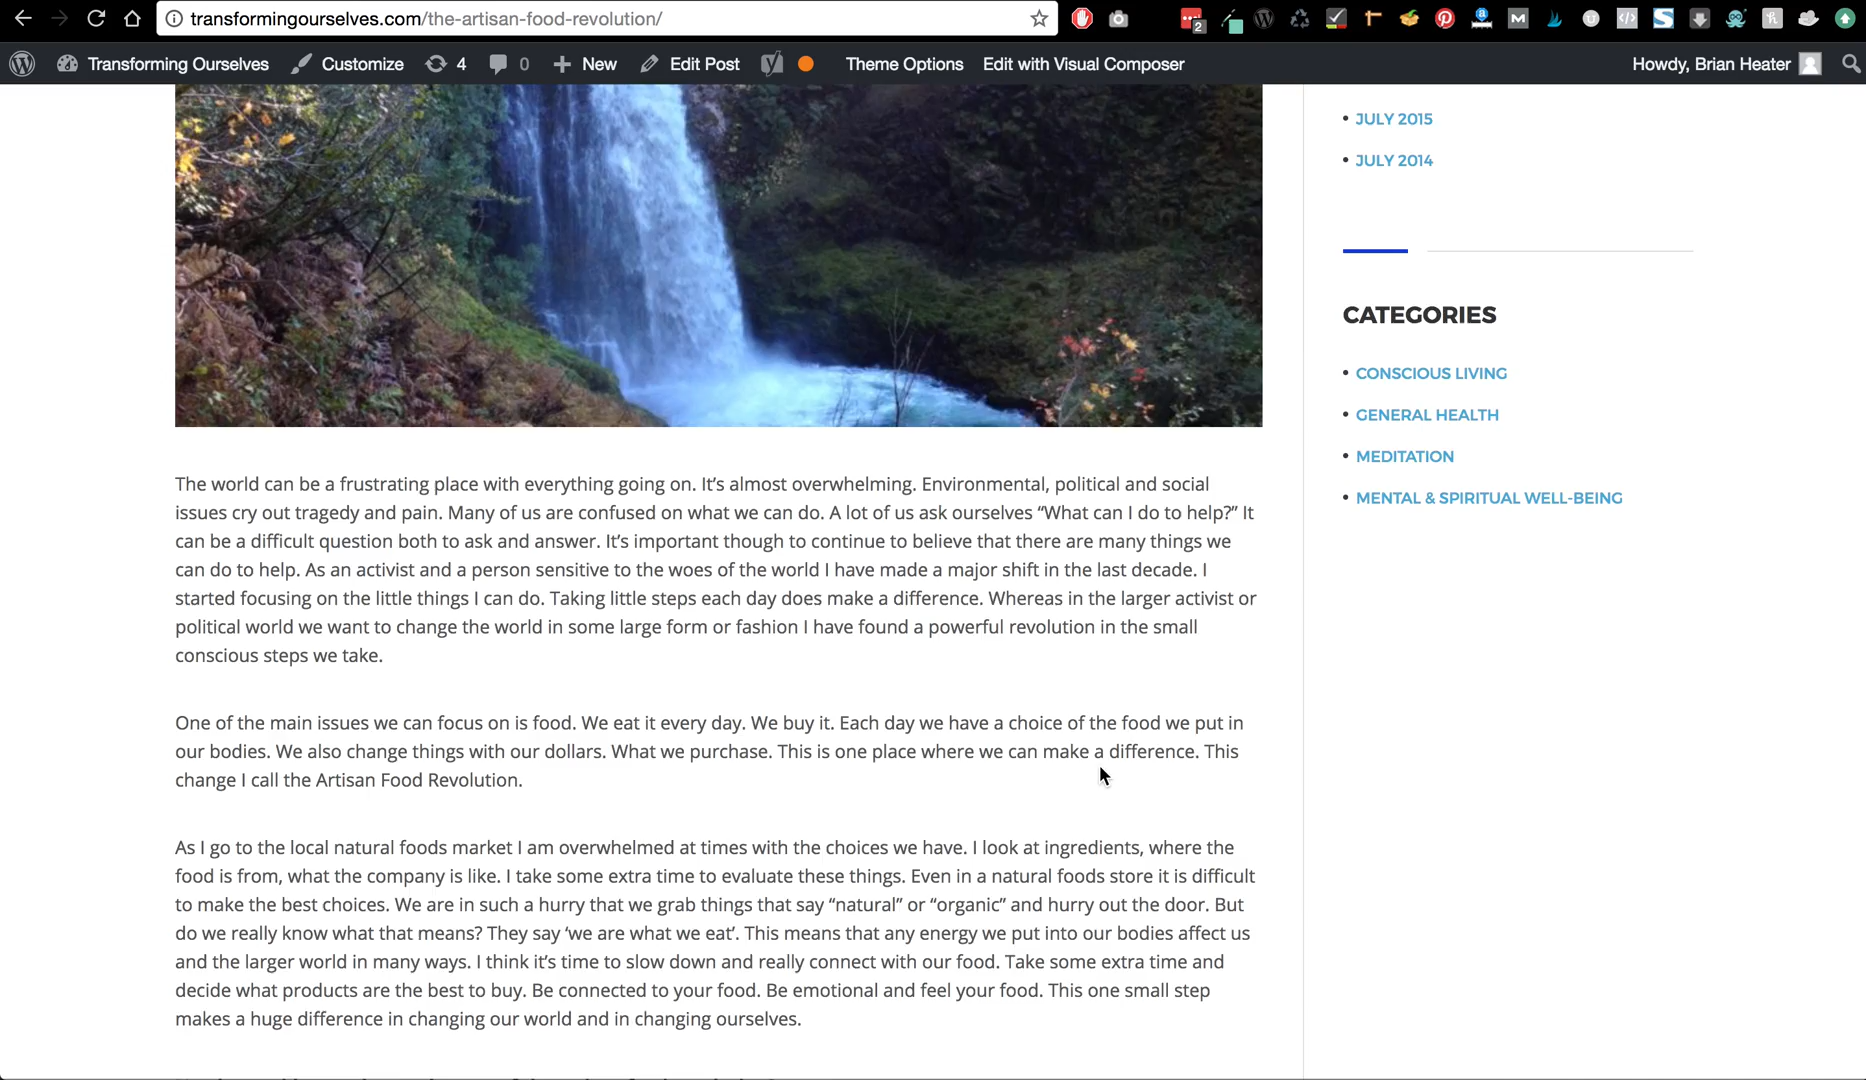 transformingourselves.com/the-artisan-food-revolution/
2
Transforming Ourselves Customize 4 0 New Edit Post Theme Options Edit with Visual Composer Howdy, Brian Heater
JULY 2015
JULY 2014
CATEGORIES
CONSCIOUS LIVING
GENERAL HEALTH
MEDITATION
MENTAL & SPIRITUAL WELL-BEING
The world can be a frustrating place with everything going on. It’s almost overwhelming. Environmental, political and social
issues cry out tragedy and pain. Many of us are confused on what we can do. A lot of us ask ourselves “What can I do to help?” It
can be a difficult question both to ask and answer. It’s important though to continue to believe that there are many things we
can do to help. As an activist and a person sensitive to the woes of the world I have made a major shift in the last decade. I
started focusing on the little things I can do. Taking little steps each day does make a difference. Whereas in the larger activist or
political world we want to change the world in some large form or fashion I have found a powerful revolution in the small
conscious steps we take.
One of the main issues we can focus on is food. We eat it every day. We buy it. Each day we have a choice of the food we put in
our bodies. We also change things with our dollars. What we purchase. This is one place where we can make a difference. This
change I call the Artisan Food Revolution.
As I go to the local natural foods market I am overwhelmed at times with the choices we have. I look at ingredients, where the
food is from, what the company is like. I take some extra time to evaluate these things. Even in a natural foods store it is difficult
to make the best choices. We are in such a hurry that we grab things that say “natural” or “organic” and hurry out the door. But
do we really know what that means? They say ‘we are what we eat’. This means that any energy we put into our bodies affect us
and the larger world in many ways. I think it’s time to slow down and really connect with our food. Take some extra time and
decide what products are the best to buy. Be connected to your food. Be emotional and feel your food. This one small step
makes a huge difference in changing our world and in changing ourselves.